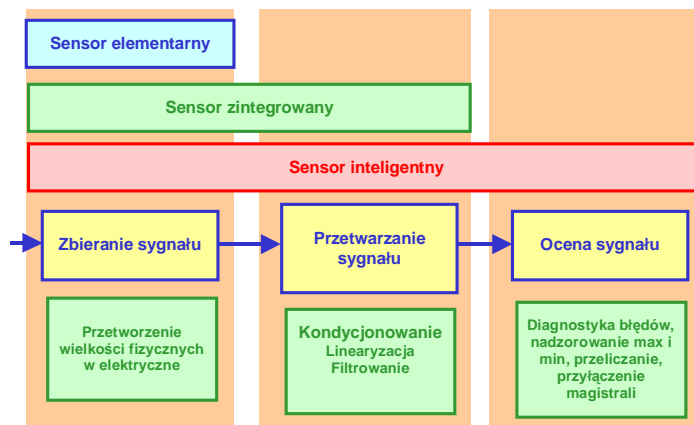 Sensor elementarny
Sensor zintegrowany
Sensor inteligentny
Zbieranie sygnału
Przetwarzanie
sygnału
Ocena sygnału
Przetworzenie
wielkości fizycznych
w elektryczne
Kondycjonowanie
Linearyzacja
Filtrowanie
Diagnostyka błędów,
nadzorowanie max i
min, przeliczanie,
przyłączenie
magistrali